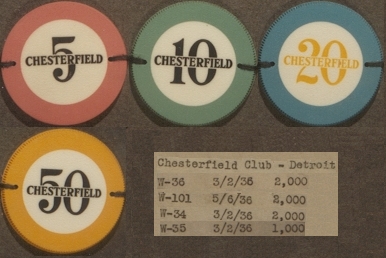 5
CHESTERFIELD
10
CHESTERFIELD
20
CHESTERFIELD
50
CHESTERFIELD
Chesterfield Club - Detroit
W-36 3/2/36 2,000
W-101 5/6/36 2,000
W-34 3/2/36 2,000
W-35 3/2/36 1,000